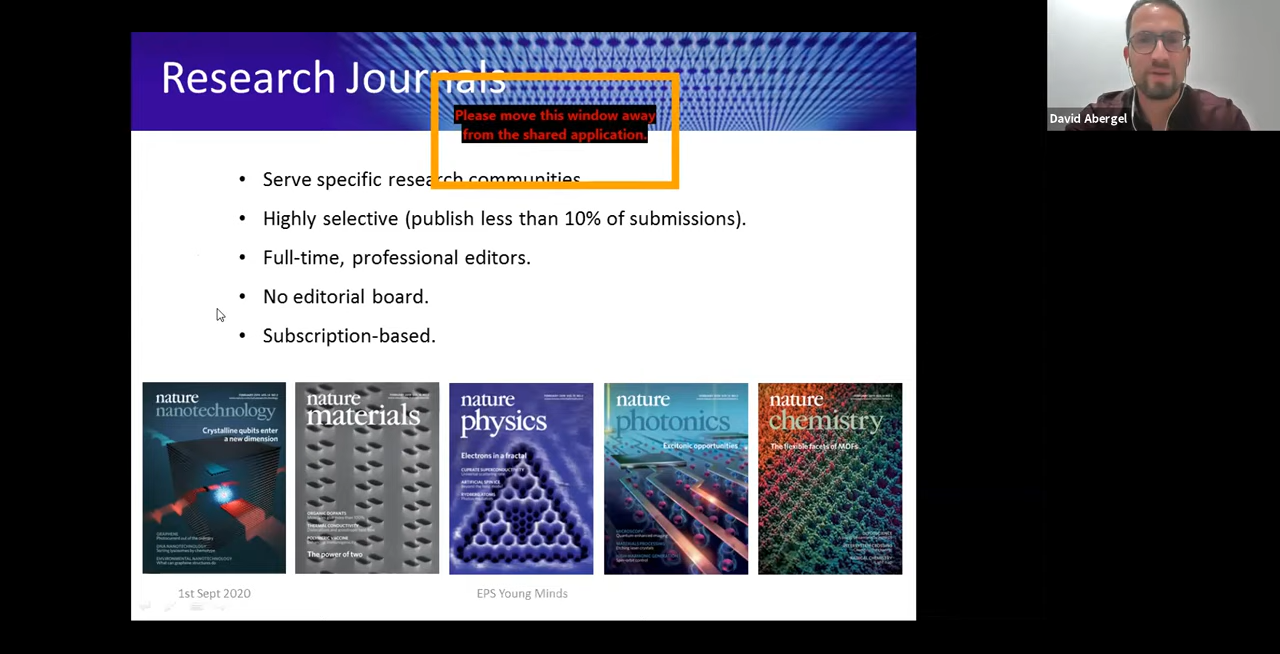 Research Journals
Please move this window away
from the shared application.
• Serve specific research communities
• Highly selective (publish less than 10% of submissions).
• Full-time, professional editors.
• No editorial board.
• Subscription-based.
nature
nanotechnology
Crystalline qubits enter
a new dimension
nature
materials
The power of two
nature
physics
Electrons in a fractal
nature
photonics
Excitonic opportunities
nature
chemistry
The flexible facets of MOFs
1st Sept 2020
EPS Young Minds
David Abergel